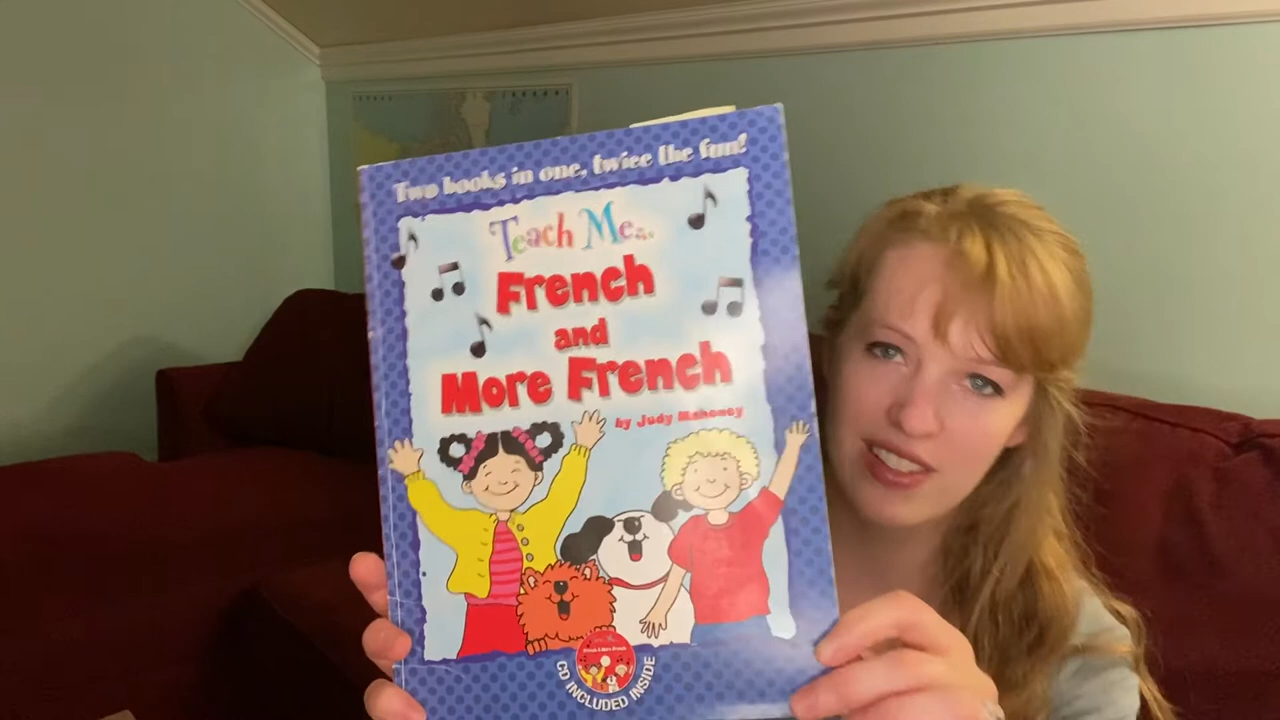 Two books in one, twice the fun!
Teach Me...
French
and
More French
by Judy Mahoney
CD INCLUDED INSIDE